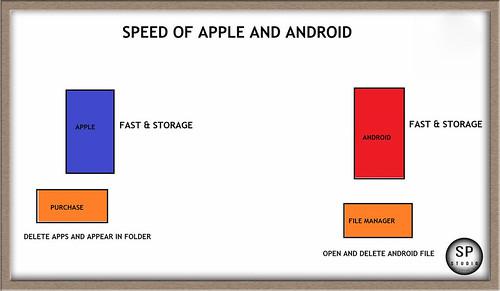 SPEED OF APPLE AND ANDROID
APPLE
FAST & STORAGE
ANDROID
FAST & STORAGE
PURCHASE
FILE MANAGER
DELETE APPS AND APPEAR IN FOLDER
OPEN AND DELETE ANDROID FILE
SP
STUDIO